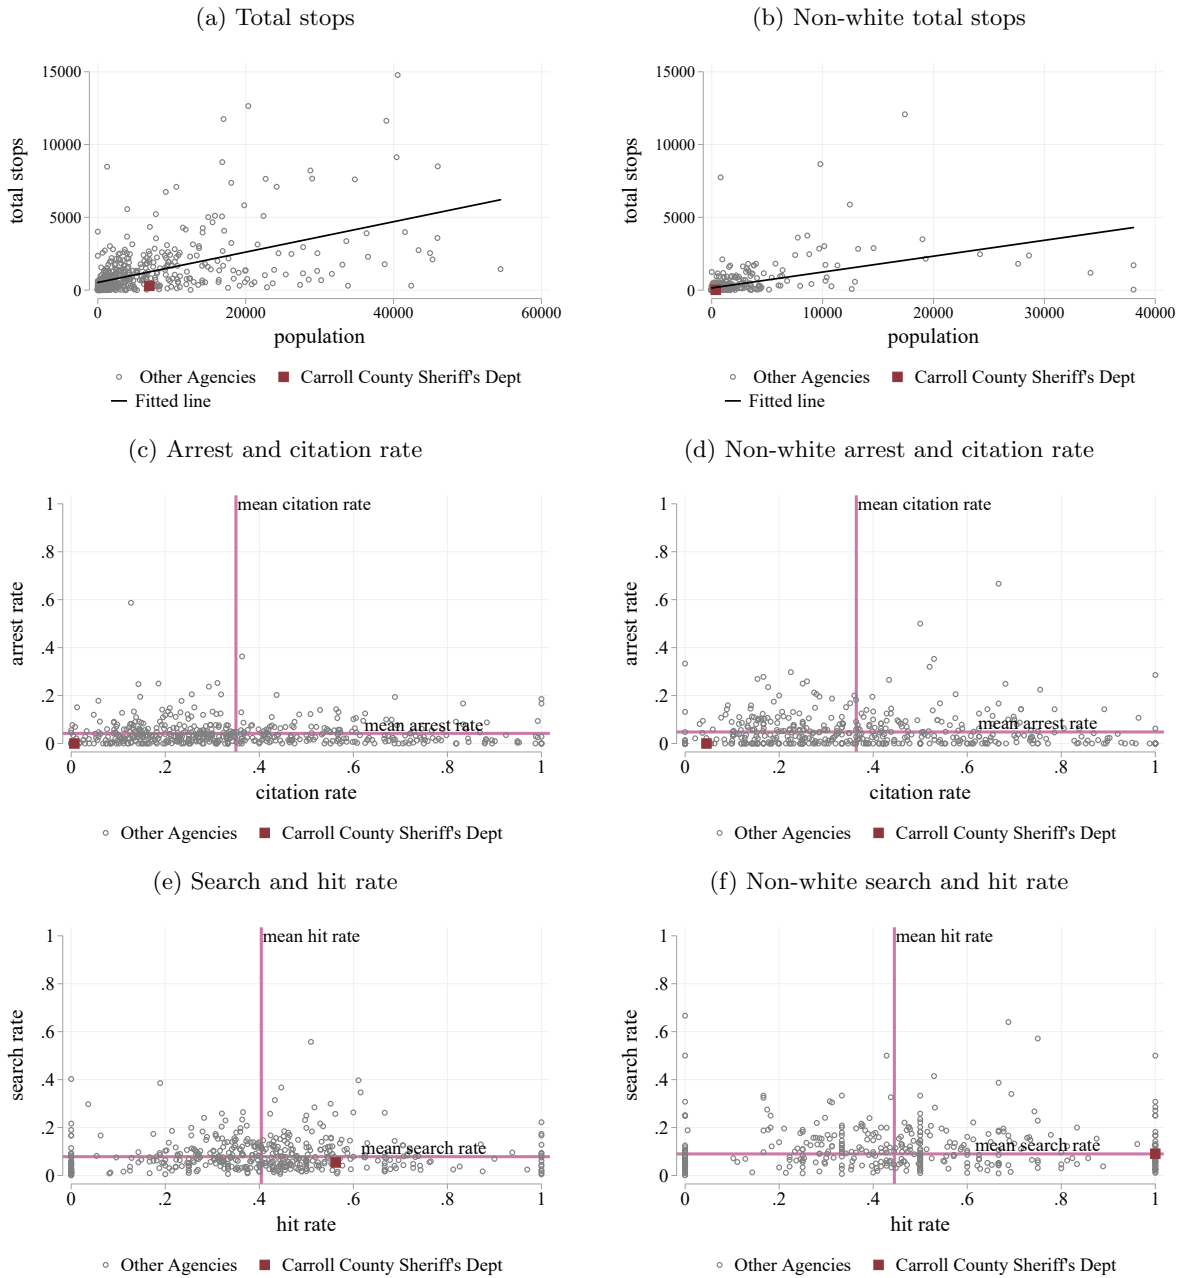 (a) Total stops
(b) Non-white total stops
total stops
15000
10000
5000
0
0 20000 40000 60000
population
Other Agencies Carroll County Sheriff's Dept
Fitted line
total stops
15000
10000
5000
0
0 10000 20000 30000 40000
population
Other Agencies Carroll County Sheriff's Dept
Fitted line
(c) Arrest and citation rate
(d) Non-white arrest and citation rate
arrest rate
1
.8
.6
.4
.2
0
mean citation rate
mean arrest rate
0 .2 .4 .6 .8 1
citation rate
Other Agencies Carroll County Sheriff's Dept
arrest rate
1
.8
.6
.4
.2
0
mean citation rate
mean arrest rate
0 .2 .4 .6 .8 1
citation rate
Other Agencies Carroll County Sheriff's Dept
(e) Search and hit rate
(f) Non-white search and hit rate
search rate
1
.8
.6
.4
.2
0
mean hit rate
mean search rate
0 .2 .4 .6 .8 1
hit rate
Other Agencies Carroll County Sheriff's Dept
search rate
1
.8
.6
.4
.2
0
mean hit rate
mean search rate
0 .2 .4 .6 .8 1
hit rate
Other Agencies Carroll County Sheriff's Dept